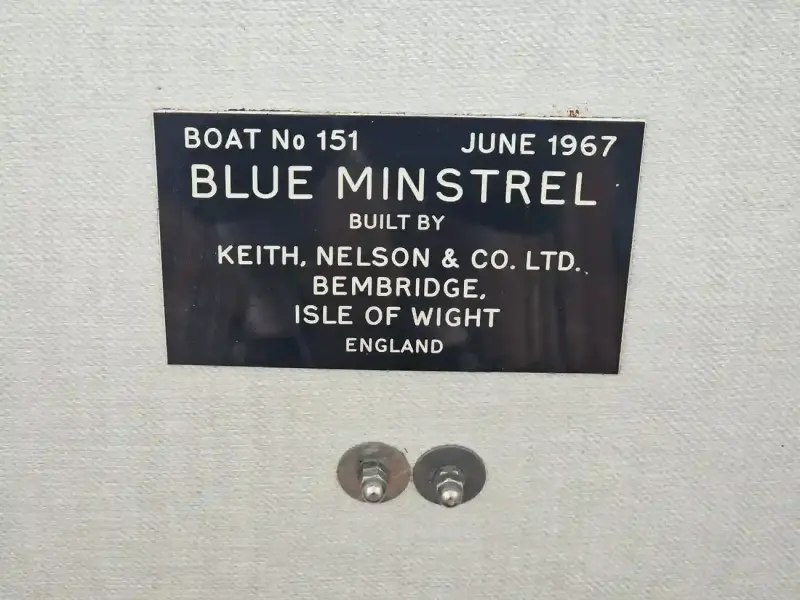 BOAT No 151 JUNE 1967
BLUE MINSTREL
BUILT BY
KEITH, NELSON & CO. LTD.
BEMBRIDGE,
ISLE OF WIGHT
ENGLAND